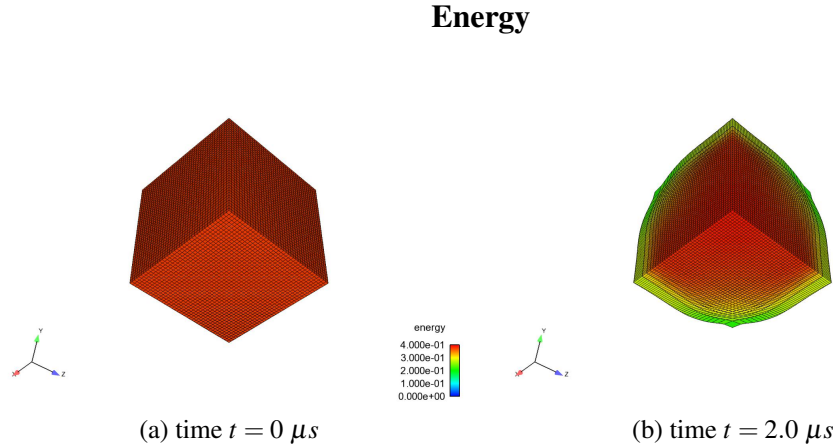 Energy
Y
X
Z
energy
4.000e-01
3.000e-01
2.000e-01
1.000e-01
0.000e+00
Y
X
Z
(a) time t = 0 μs
(b) time t = 2.0 μs